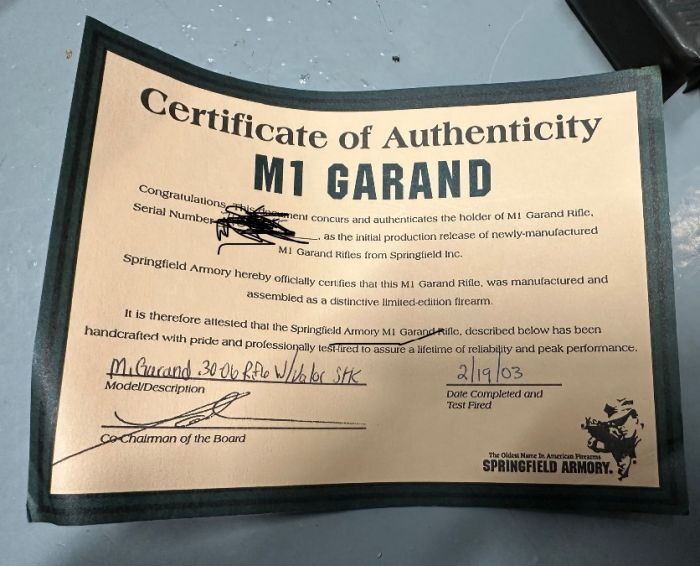 Certificate of Authenticity
M1 GARAND
Congratulations. This document concurs and authenticates the holder of M1 Garand Rifle,
Serial Number , as the initial production release of newly-manufactured
M1 Garand Rifles from Springfield Inc.
Springfield Armory hereby officially certifies that this M1 Garand Rifle, was manufactured and
assembled as a distinctive limited-edition firearm.
It is therefore attested that the Springfield Armory M1 Garand Rifle, described below has been
handcrafted with pride and professionally test-fired to assure a lifetime of reliability and peak performance.
M1 Garand .30-06 Rifle W/ Stk
Model/Description
2/19/03
Date Completed and
Test Fired
Co-Chairman of the Board
The Oldest Name In American Firearms
SPRINGFIELD ARMORY.